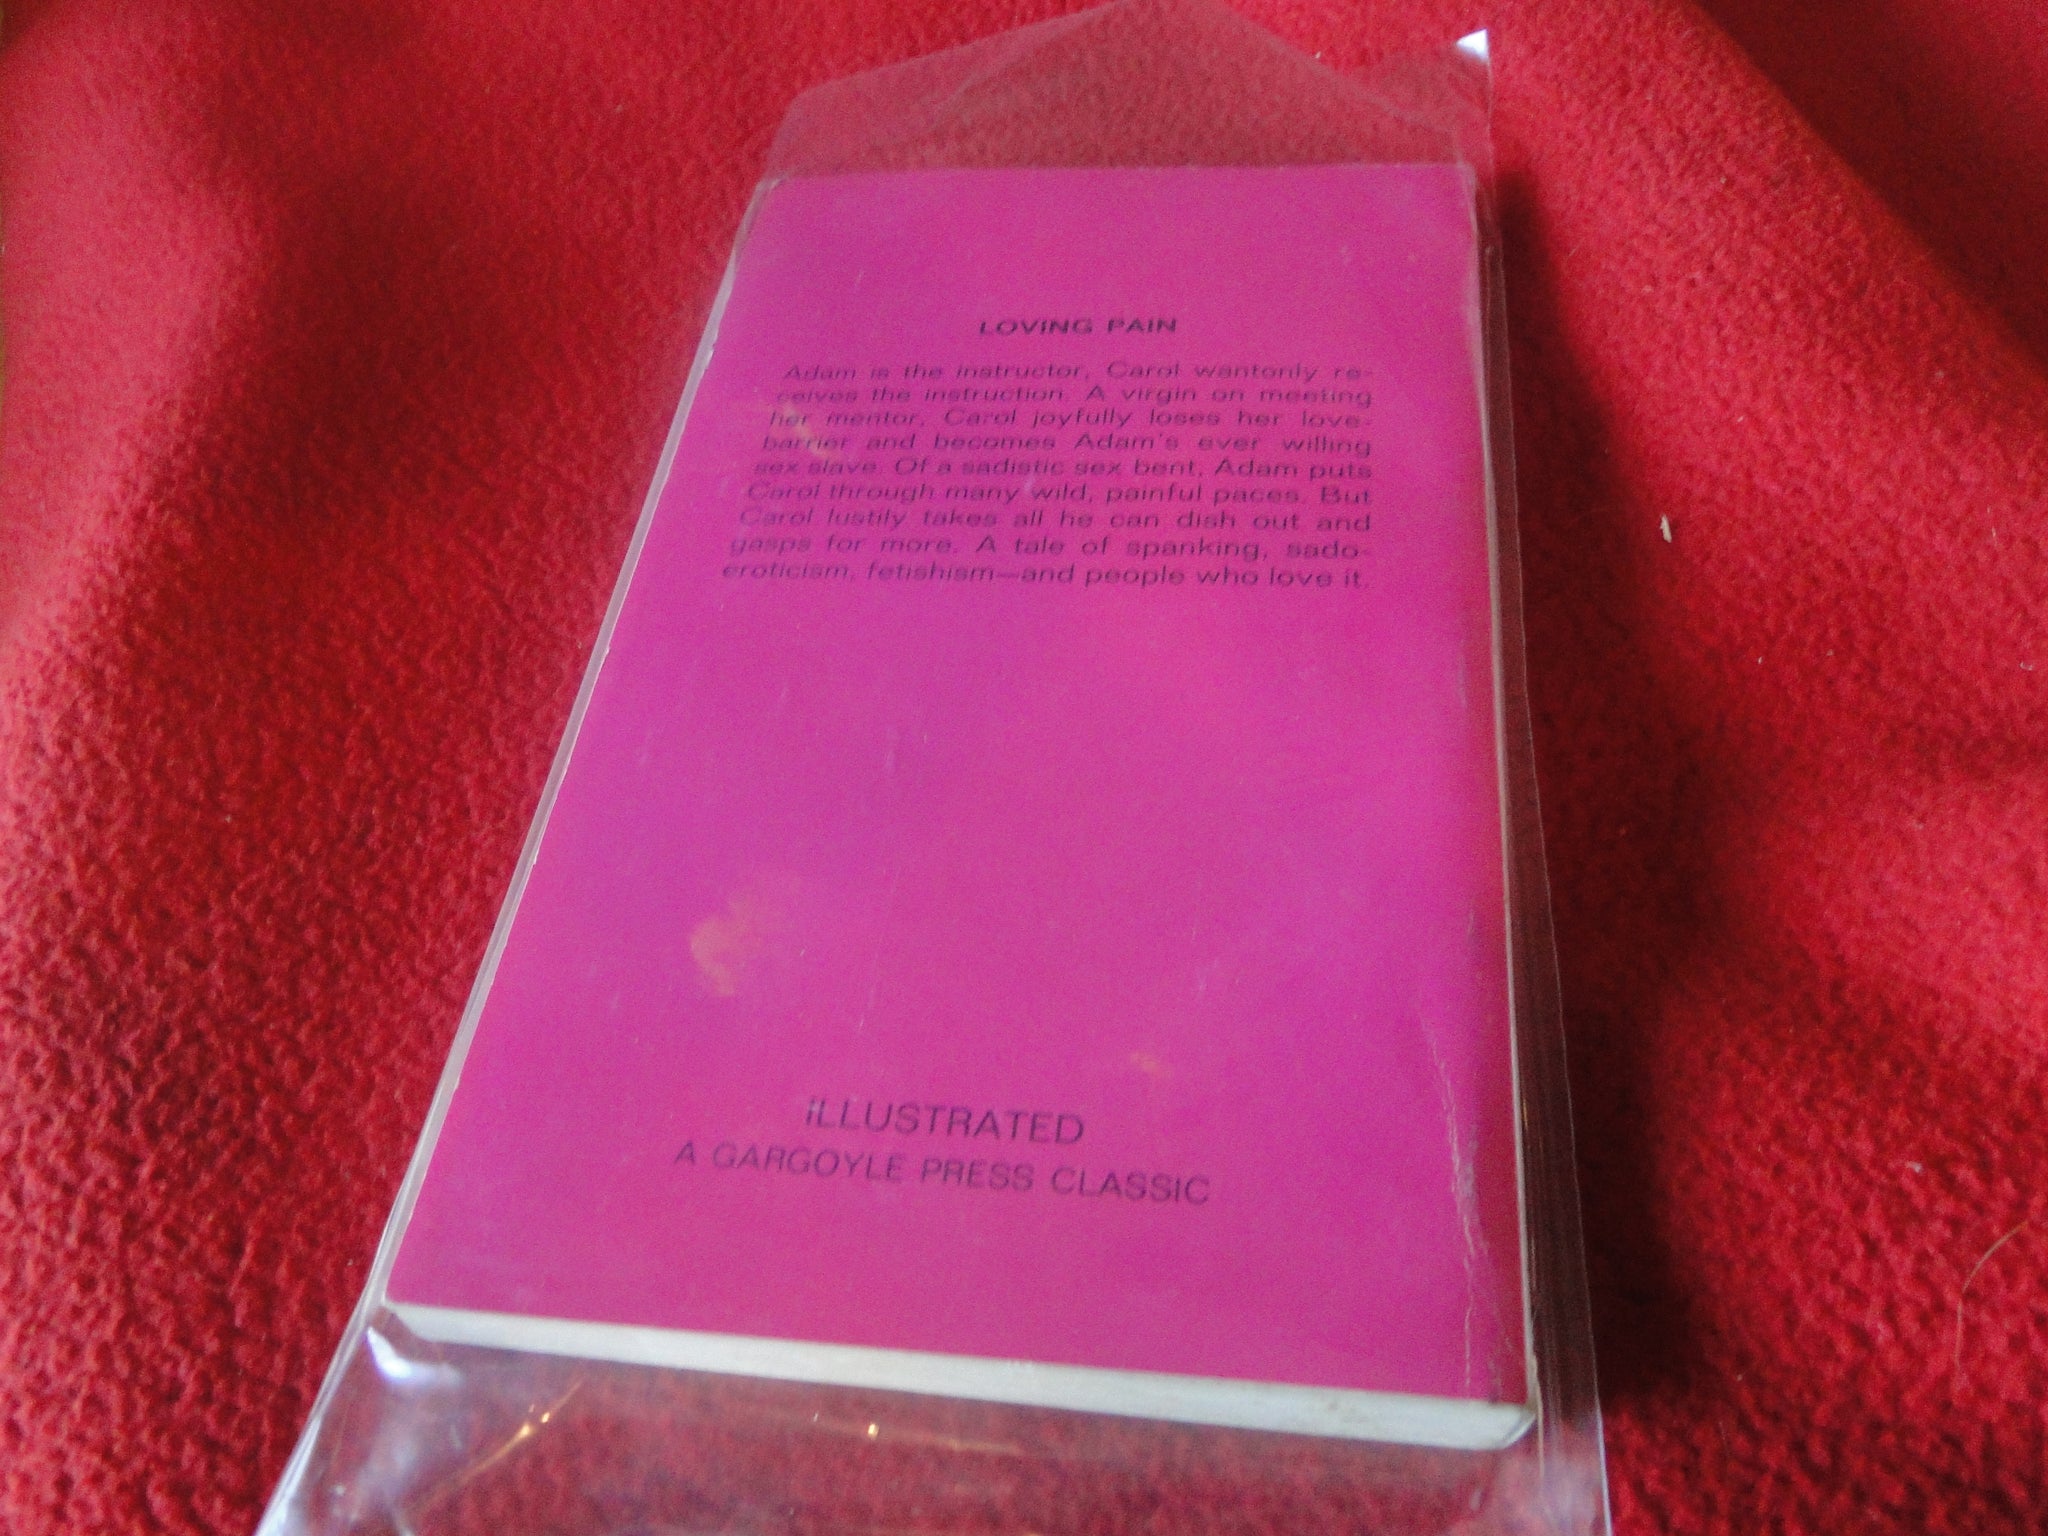 LOVING PAIN
Adam is the instructor, Carol wantonly re-
ceives the instruction. A virgin on meeting
her mentor, Carol joyfully loses her love-
barrier and becomes Adam's ever willing
sex slave. Of a sadistic sex bent, Adam puts
Carol through many wild, painful paces. But
Carol lustily takes all he can dish out and
gasps for more. A tale of spanking, sado-
eroticism, fetishism—and people who love it.
ILLUSTRATED
A GARGOYLE PRESS CLASSIC